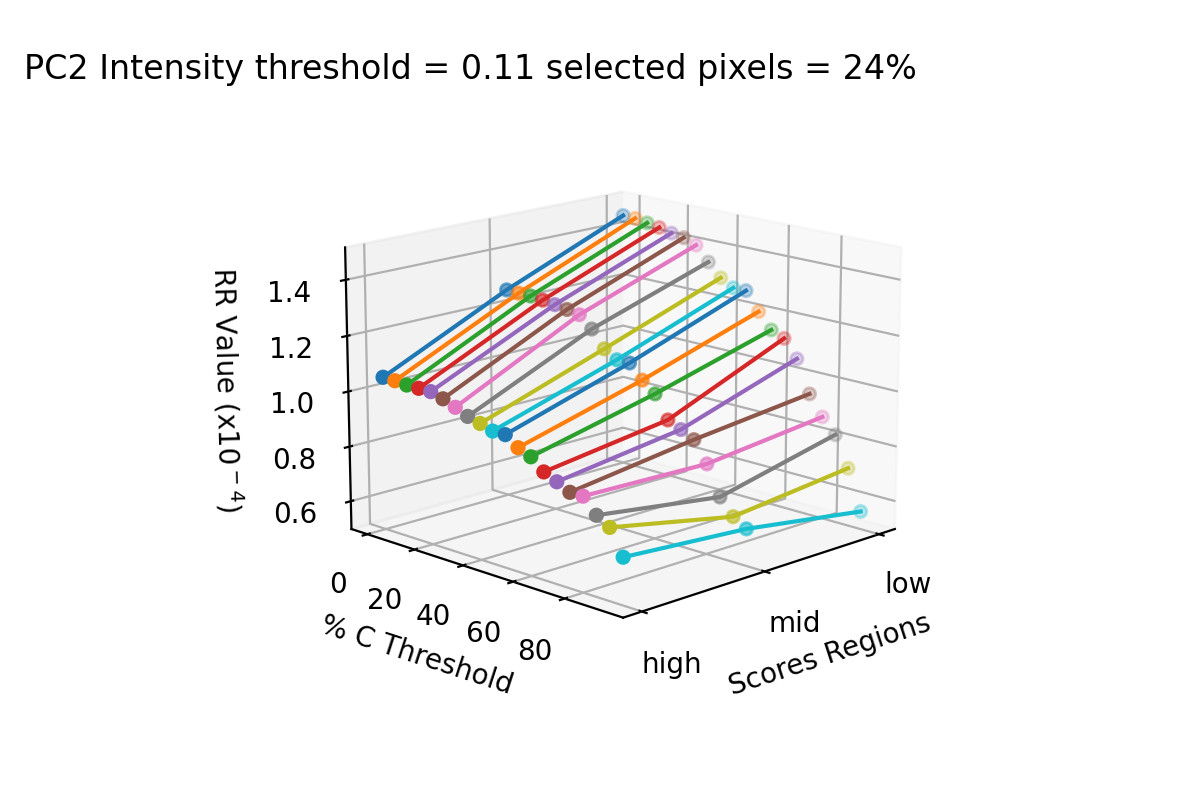 PC2 Intensity threshold = 0.11 selected pixels = 24%
RR Value (x10⁻⁴)
1.4
1.2
1.0
0.8
0.6
0
20
40
60
80
% C Threshold
high
mid
low
Scores Regions